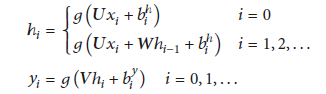 h_i = { g(Ux_i + b_i^h)    i = 0
g(Ux_i + Wh_{i-1} + b_i^h)    i = 1, 2, ...
y_i = g(Vh_i + b_i^y)    i = 0, 1, ...